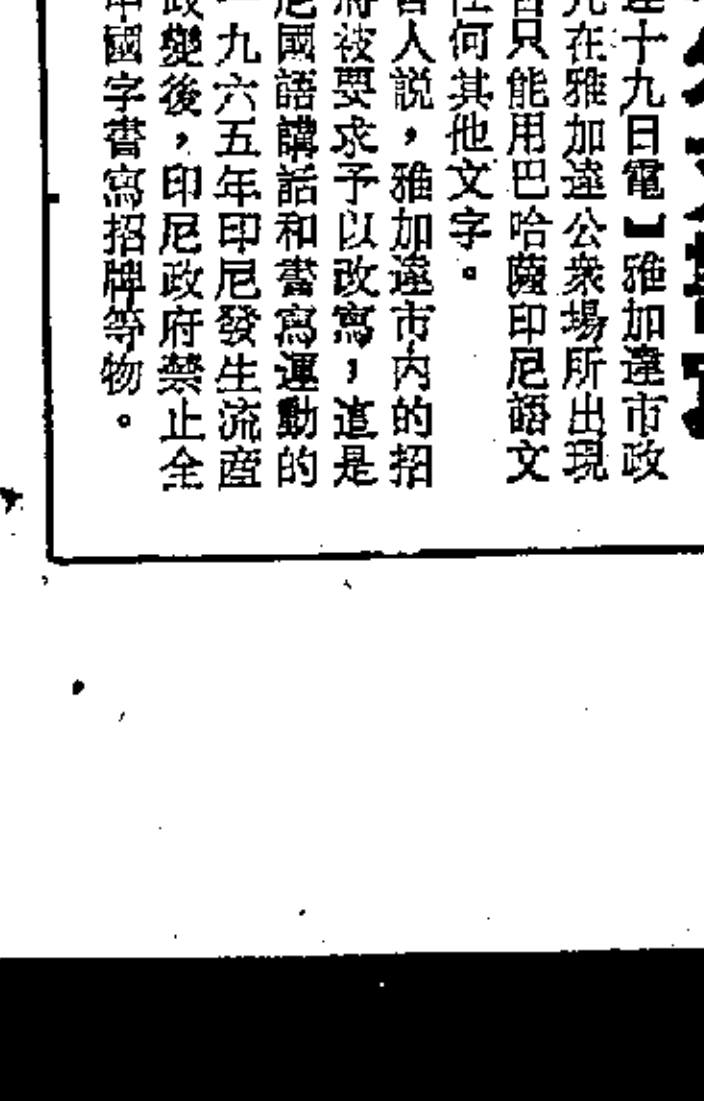 十九日電】雅加達市政
在雅加達公衆場所出現
只能用巴哈薩印尼語文
何其他文字。
人説，雅加達市內的招
被要求予以改寫，這是
國語講話和書寫運動的
九六五年印尼發生流產
變後，印尼政府禁止全
國字書寫招牌等物。